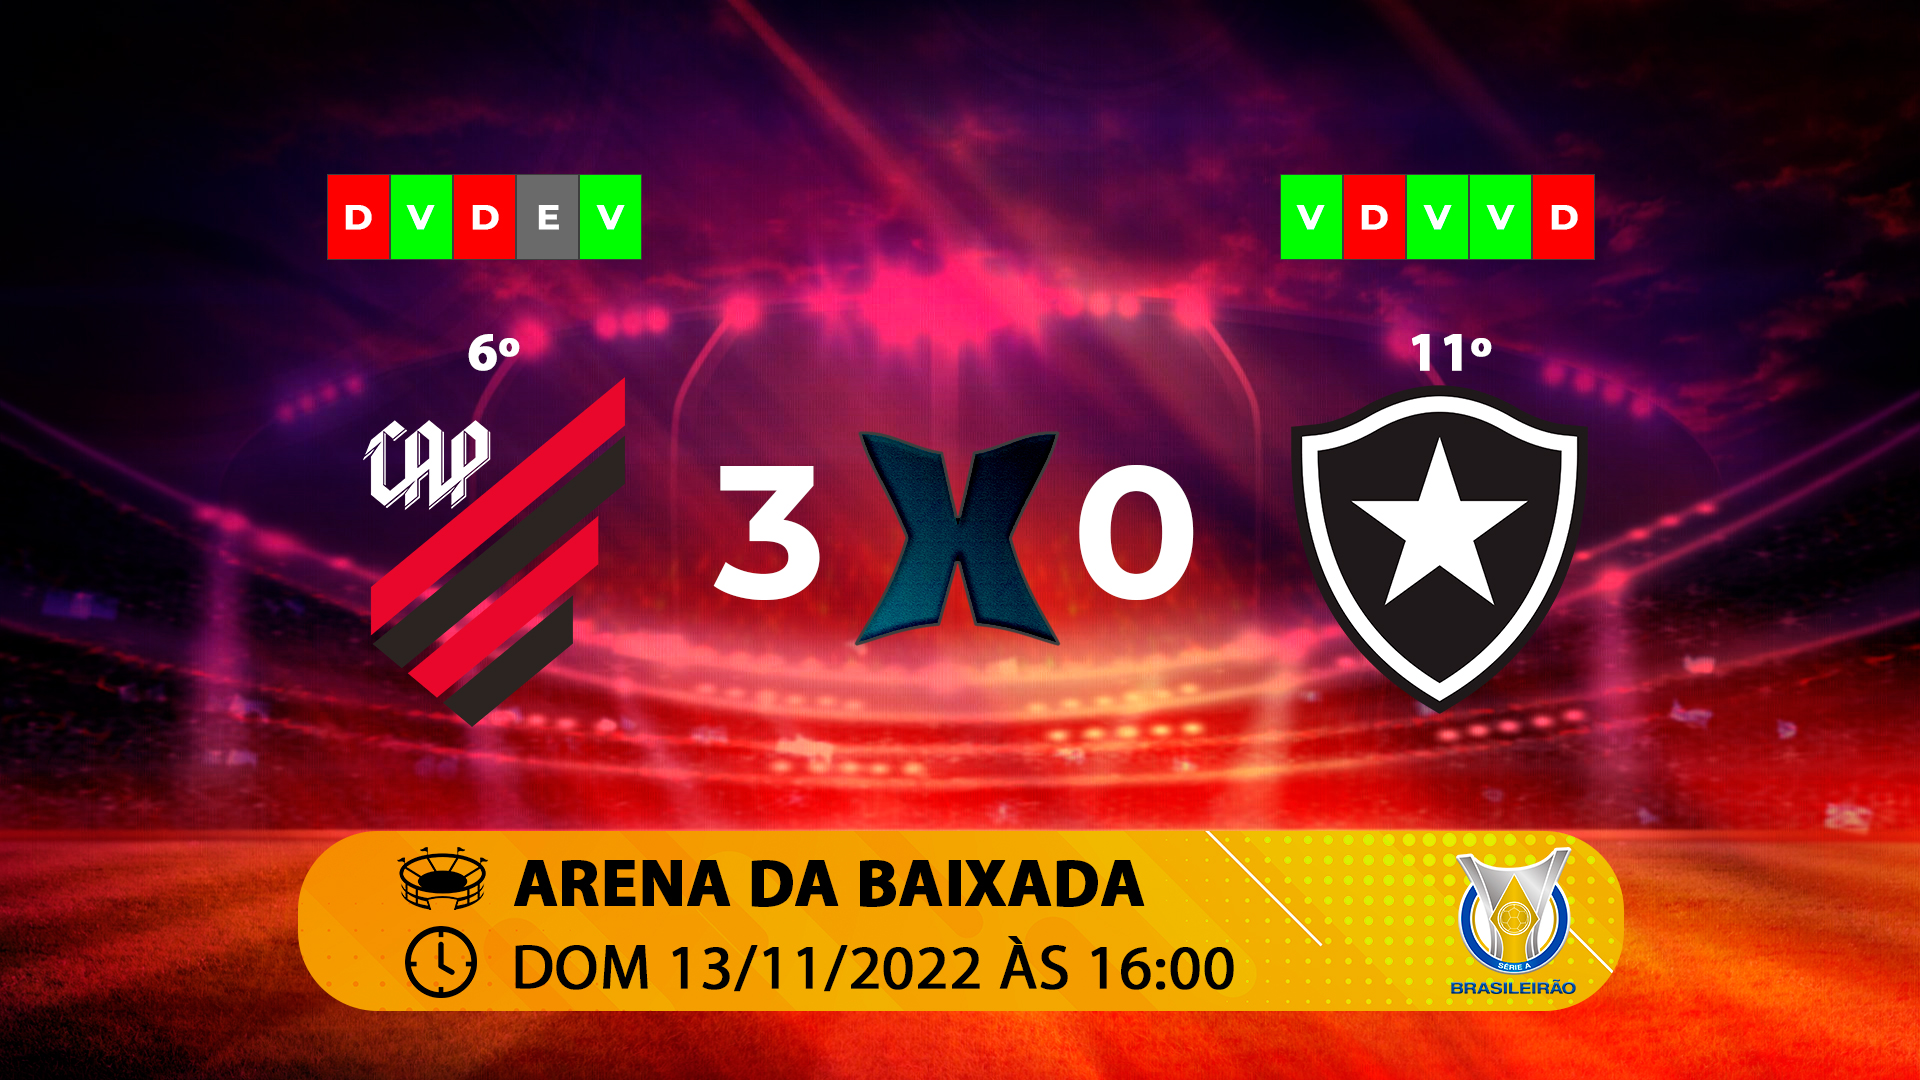 D V D E V
V D V V D
6º
11º
CAP
3 X 0
ARENA DA BAIXADA
DOM 13/11/2022 ÀS 16:00
SÉRIE A
BRASILEIRÃO